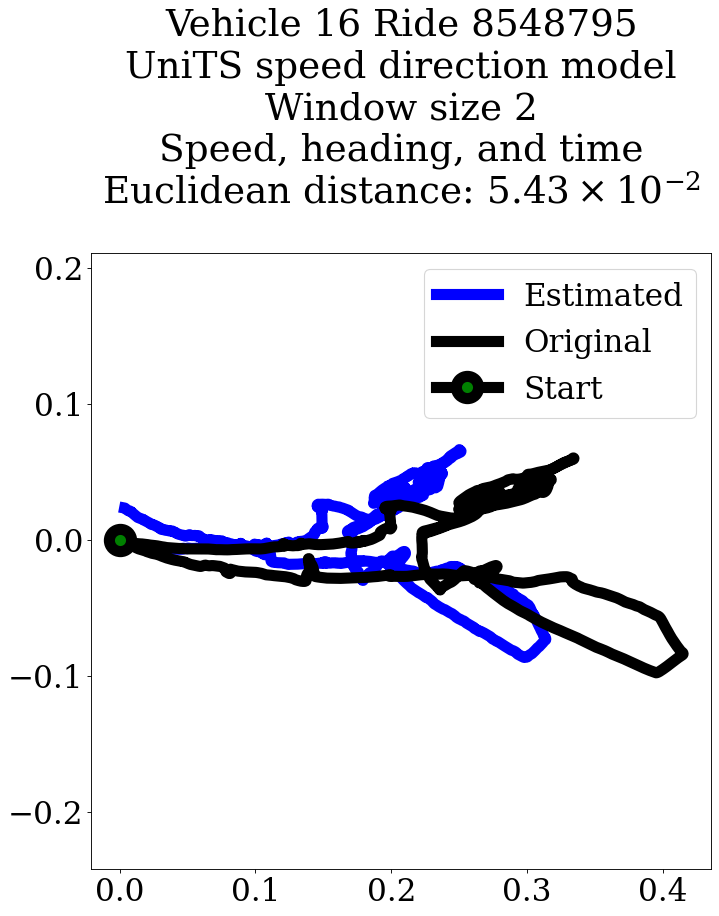 Vehicle 16 Ride 8548795
UniTS speed direction model
Window size 2
Speed, heading, and time
Euclidean distance: 5.43 × 10⁻²
0.2
0.1
0.0
−0.1
−0.2
Estimated
Original
Start
0.0 0.1 0.2 0.3 0.4